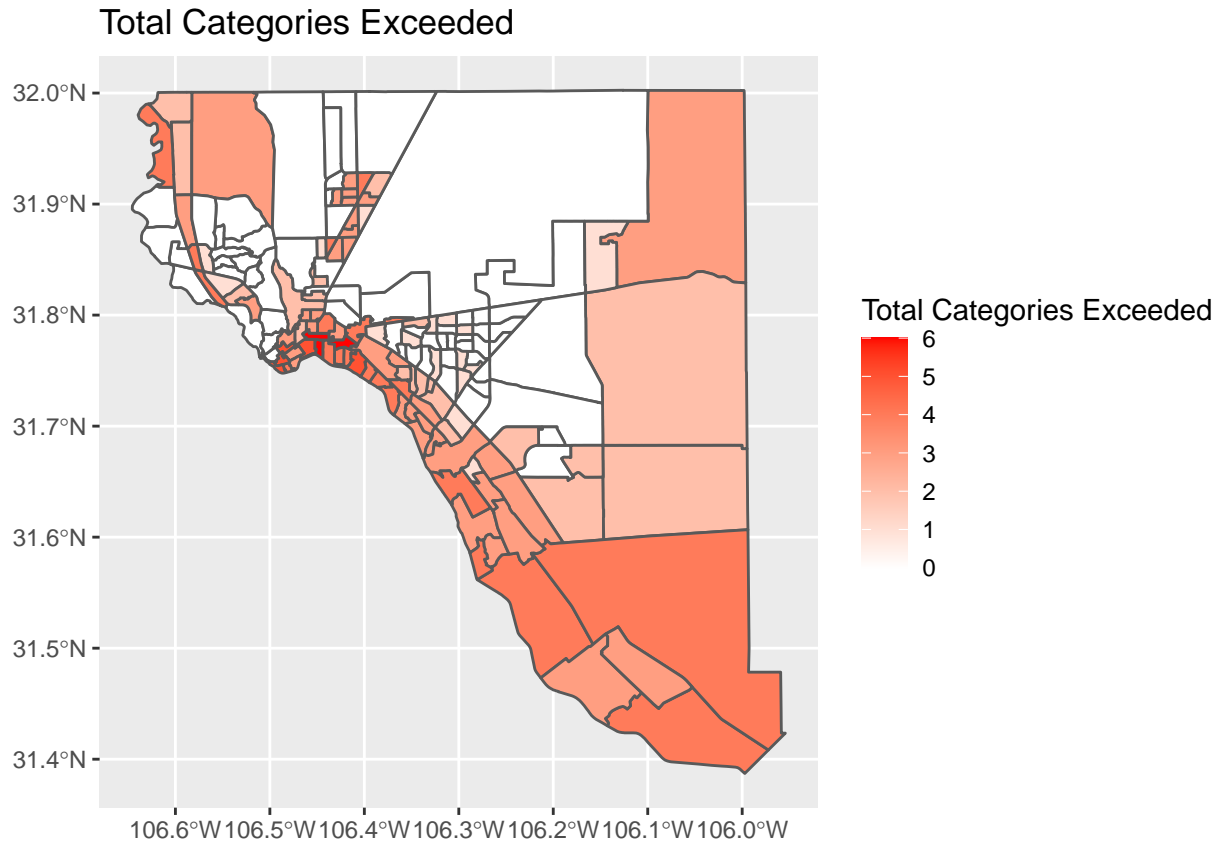 Total Categories Exceeded
32.0°N
31.9°N
31.8°N
31.7°N
31.6°N
31.5°N
31.4°N
106.6°W 106.5°W 106.4°W 106.3°W 106.2°W 106.1°W 106.0°W
Total Categories Exceeded
6
5
4
3
2
1
0